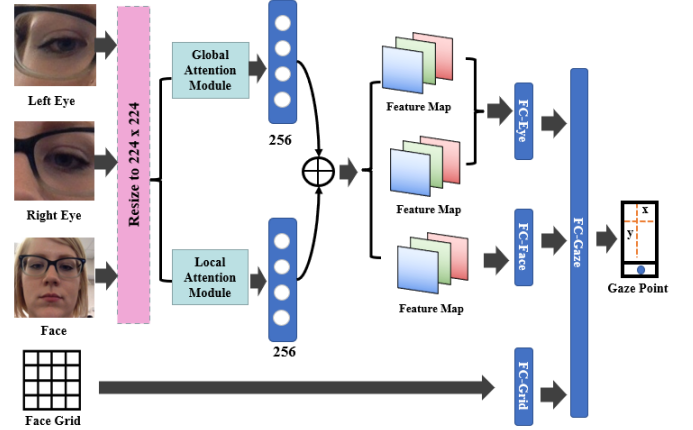 Left Eye
Right Eye
Face
Face Grid
Resize to 224 x 224
Global
Attention
Module
Local
Attention
Module
256
256
Feature Map
Feature Map
Feature Map
FC-Eye
FC-Face
FC-Grid
FC-Gaze
x
y
Gaze Point